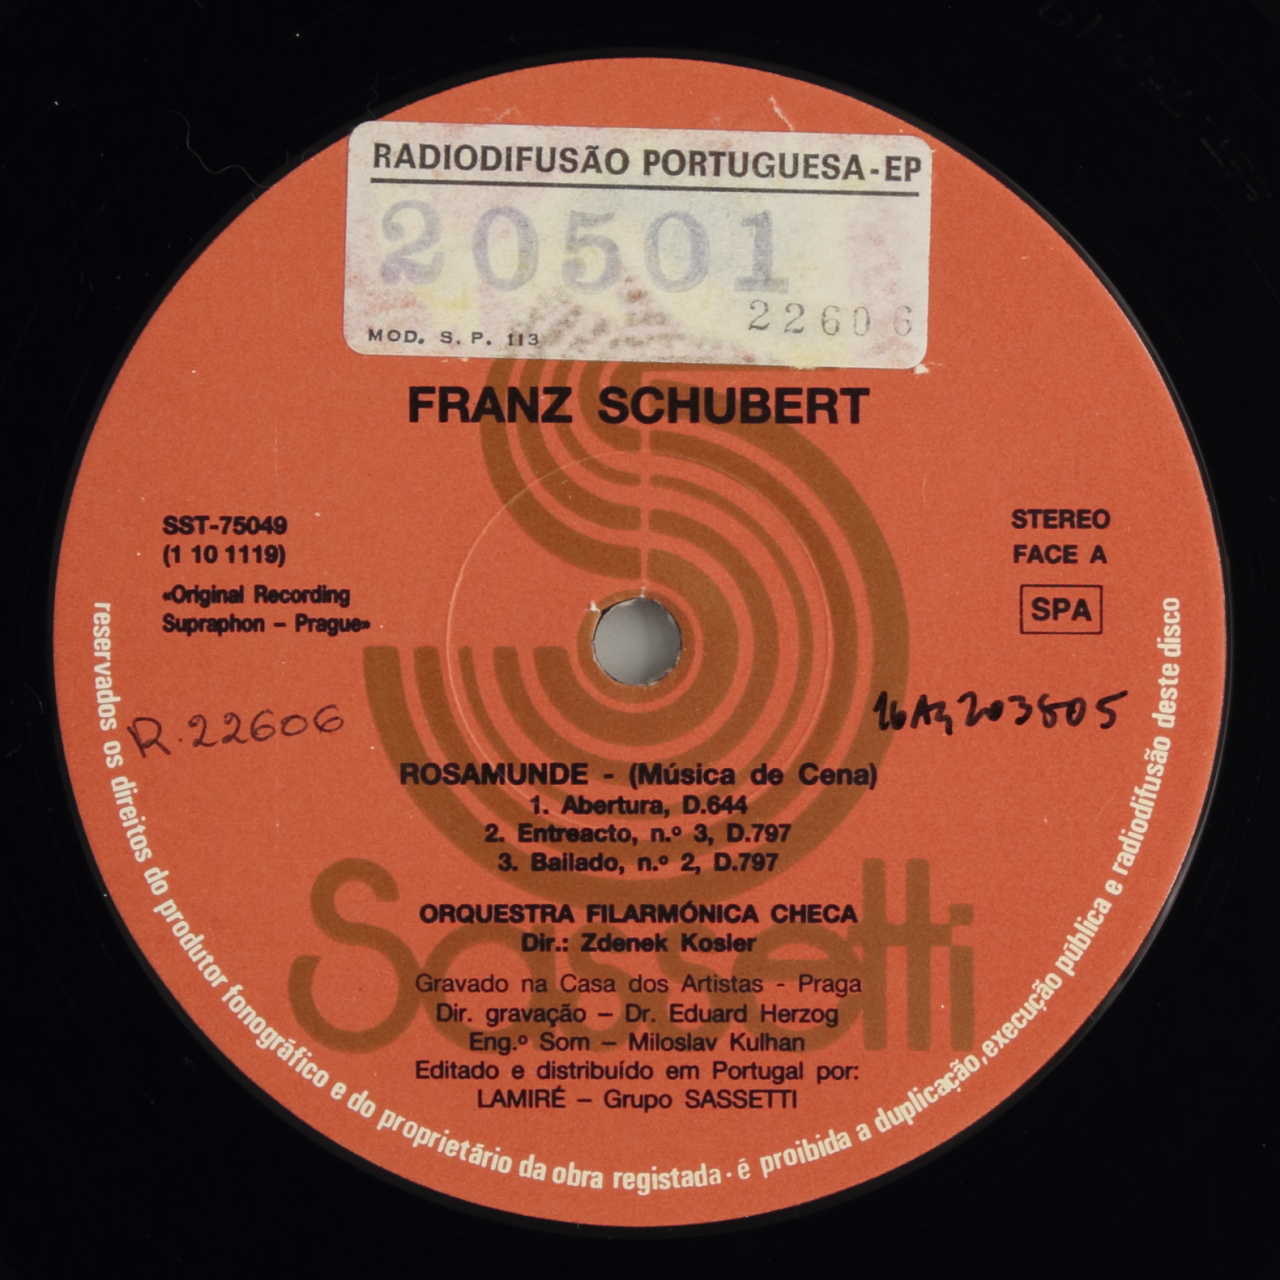 RADIODIFUSÃO PORTUGUESA-EP
20501
22606
MOD. S. P. 113
FRANZ SCHUBERT
SST-75049
(1 10 1119)
«Original Recording
Supraphon – Prague»
STEREO
FACE A
SPA
R.22606
203805
ROSAMUNDE - (Música de Cena)
1. Abertura, D.644
2. Entreacto, n.º 3, D.797
3. Bailado, n.º 2, D.797
ORQUESTRA FILARMÓNICA CHECA
Dir.: Zdenek Kosler
Gravado na Casa dos Artistas - Praga
Dir. gravação – Dr. Eduard Herzog
Eng.º Som – Miloslav Kulhan
Editado e distribuído em Portugal por:
LAMIRÉ – Grupo SASSETTI
Sassetti
reservados os direitos do produtor fonográfico e do proprietário da obra registada · é proibida a duplicação, execução pública e radiodifusão deste disco